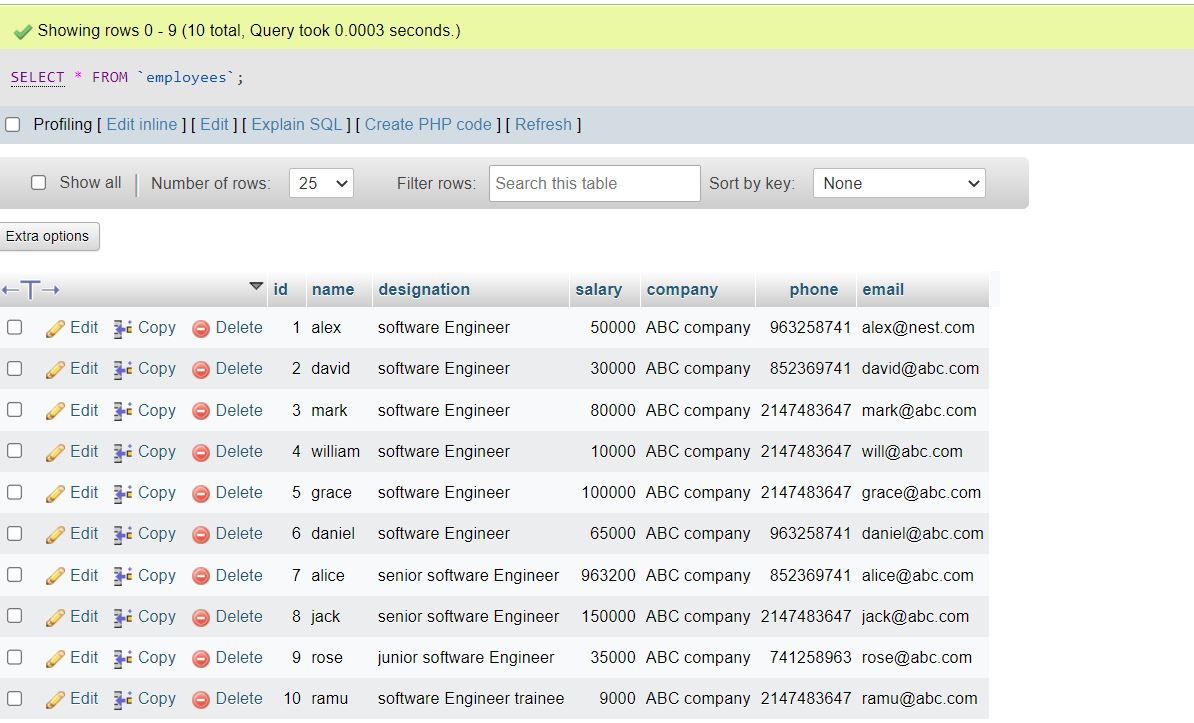 Showing rows 0 - 9 (10 total, Query took 0.0003 seconds.)
SELECT * FROM `employees`;
Profiling [ Edit inline ] [ Edit ] [ Explain SQL ] [ Create PHP code ] [ Refresh ]
Show all | Number of rows: 25 Filter rows: Search this table Sort by key: None
Extra options
←T→ id name designation salary company phone email
Edit Copy Delete 1 alex software Engineer 50000 ABC company 963258741 alex@nest.com
Edit Copy Delete 2 david software Engineer 30000 ABC company 852369741 david@abc.com
Edit Copy Delete 3 mark software Engineer 80000 ABC company 2147483647 mark@abc.com
Edit Copy Delete 4 william software Engineer 10000 ABC company 2147483647 will@abc.com
Edit Copy Delete 5 grace software Engineer 100000 ABC company 2147483647 grace@abc.com
Edit Copy Delete 6 daniel software Engineer 65000 ABC company 963258741 daniel@abc.com
Edit Copy Delete 7 alice senior software Engineer 963200 ABC company 852369741 alice@abc.com
Edit Copy Delete 8 jack senior software Engineer 150000 ABC company 2147483647 jack@abc.com
Edit Copy Delete 9 rose junior software Engineer 35000 ABC company 741258963 rose@abc.com
Edit Copy Delete 10 ramu software Engineer trainee 9000 ABC company 2147483647 ramu@abc.com